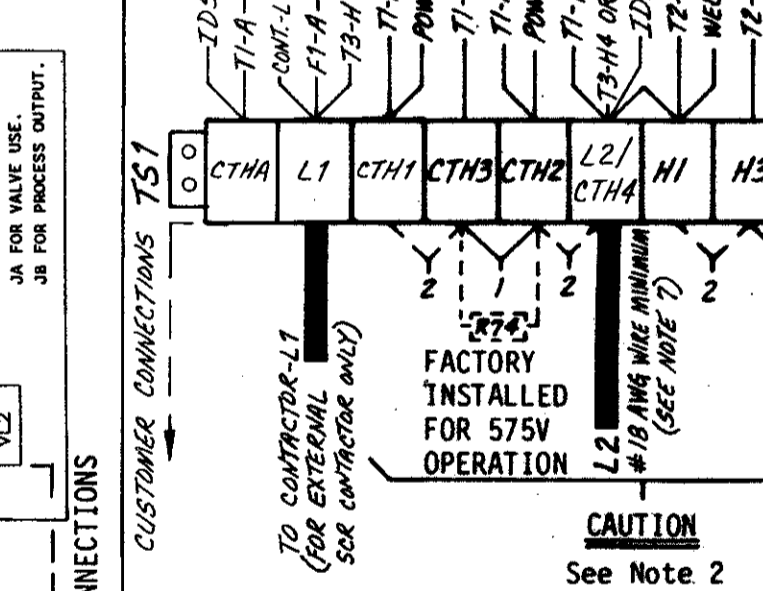 JA FOR VALVE USE.
JB FOR PROCESS OUTPUT.
NNECTIONS
CUSTOMER CONNECTIONS
TS1
T1-A
CONT.-L
F1-A
T3-H
T3-H4 OR
CTHA
L1
CTH1
CTH3
CTH2
L2/
CTH4
H1
H3
2
1
2
2
R74
FACTORY
INSTALLED
FOR 575V
OPERATION
TO CONTACTOR-L1
(FOR EXTERNAL
SCR CONTACTOR ONLY)
L2
#18 AWG WIRE MINIMUM
(SEE NOTE 7)
CAUTION
See Note 2